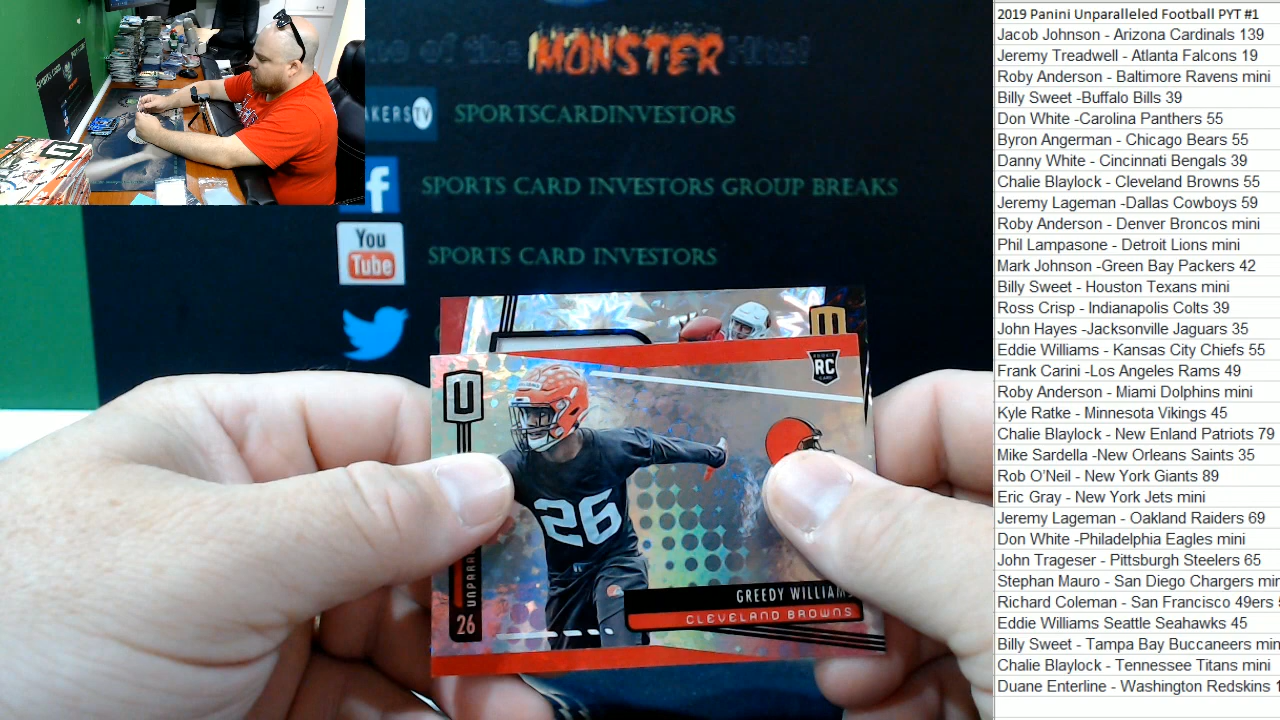 me of the MONSTER Hits!
AKERSTV
SPORTSCARDINVESTORS
f
SPORTS CARD INVESTORS GROUP BREAKS
You
Tube
SPORTS CARD INVESTORS
U
RC
26
26
GREEDY WILLIAMS
CLEVELAND BROWNS
2019 Panini Unparalleled Football PYT #1
Jacob Johnson - Arizona Cardinals 139
Jeremy Treadwell - Atlanta Falcons 19
Roby Anderson - Baltimore Ravens mini
Billy Sweet -Buffalo Bills 39
Don White -Carolina Panthers 55
Byron Angerman - Chicago Bears 55
Danny White - Cincinnati Bengals 39
Chalie Blaylock - Cleveland Browns 55
Jeremy Lageman -Dallas Cowboys 59
Roby Anderson - Denver Broncos mini
Phil Lampasone - Detroit Lions mini
Mark Johnson -Green Bay Packers 42
Billy Sweet - Houston Texans mini
Ross Crisp - Indianapolis Colts 39
John Hayes -Jacksonville Jaguars 35
Eddie Williams - Kansas City Chiefs 55
Frank Carini -Los Angeles Rams 49
Roby Anderson - Miami Dolphins mini
Kyle Ratke - Minnesota Vikings 45
Chalie Blaylock - New Enland Patriots 79
Mike Sardella -New Orleans Saints 35
Rob O'Neil - New York Giants 89
Eric Gray - New York Jets mini
Jeremy Lageman - Oakland Raiders 69
Don White -Philadelphia Eagles mini
John Trageser - Pittsburgh Steelers 65
Stephan Mauro - San Diego Chargers min
Richard Coleman - San Francisco 49ers
Eddie Williams Seattle Seahawks 45
Billy Sweet - Tampa Bay Buccaneers min
Chalie Blaylock - Tennessee Titans mini
Duane Enterline - Washington Redskins